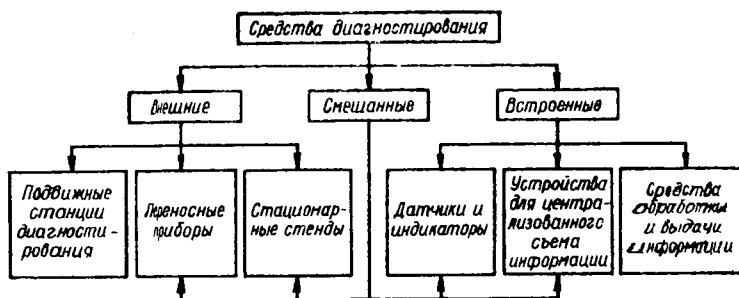 Средства диагностирования
Внешние
Смешанные
Встроенные
Подвижные
станции
диагности-
рования
Переносные
приборы
Стационар-
ные стенды
Датчики и
индикаторы
Устройства
для центра-
лизованного
съема
информации
Средства
обработки
и выдачи
информации